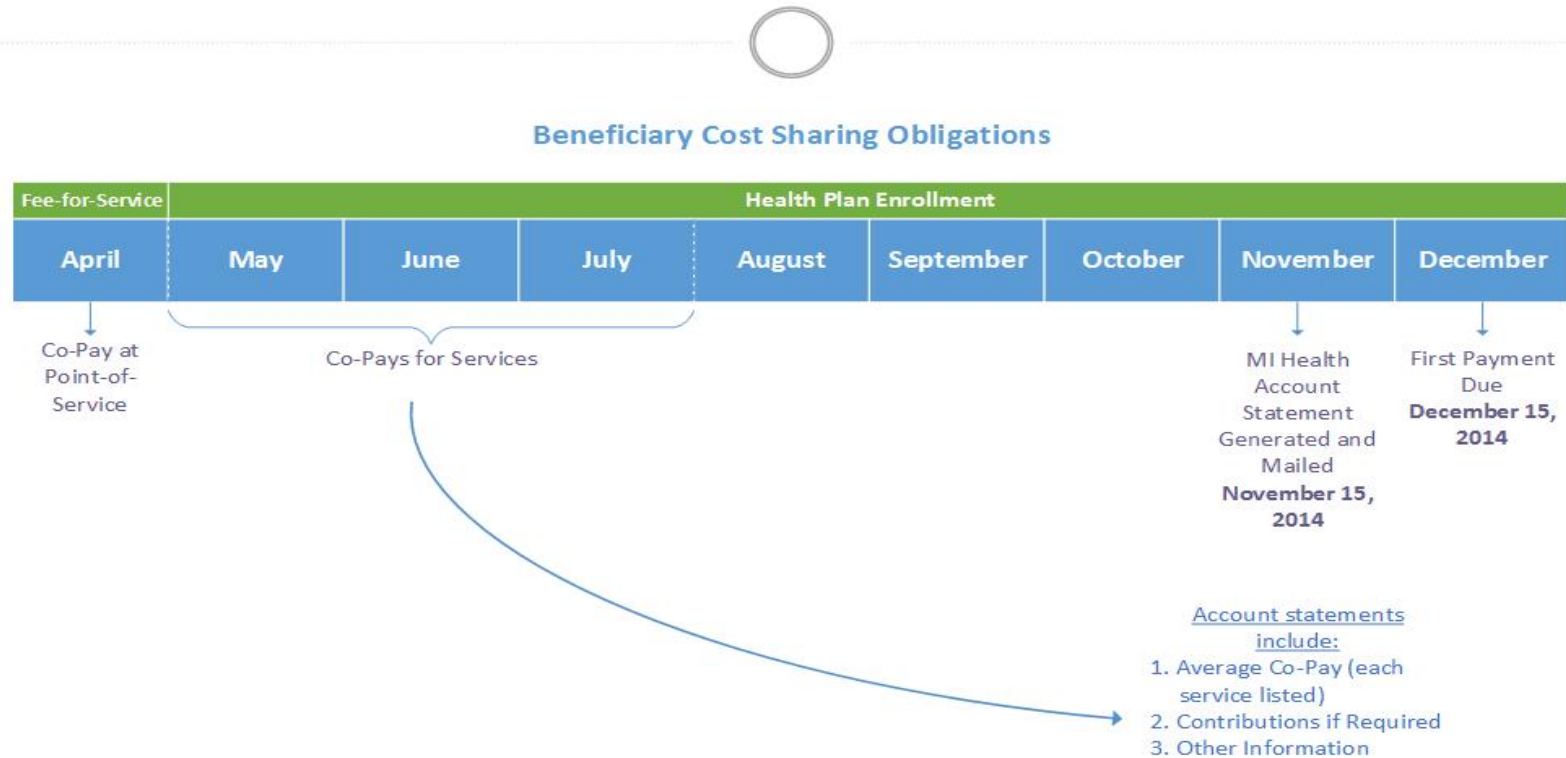 Beneficiary Cost Sharing Obligations
Fee-for-Service
Health Plan Enrollment
April
May
June
July
August
September
October
November
December
Co-Pay at
Point-of-
Service
Co-Pays for Services
MI Health
Account
Statement
Generated and
Mailed
November 15,
2014
First Payment
Due
December 15,
2014
Account statements
include:
1. Average Co-Pay (each
service listed)
2. Contributions if Required
3. Other Information